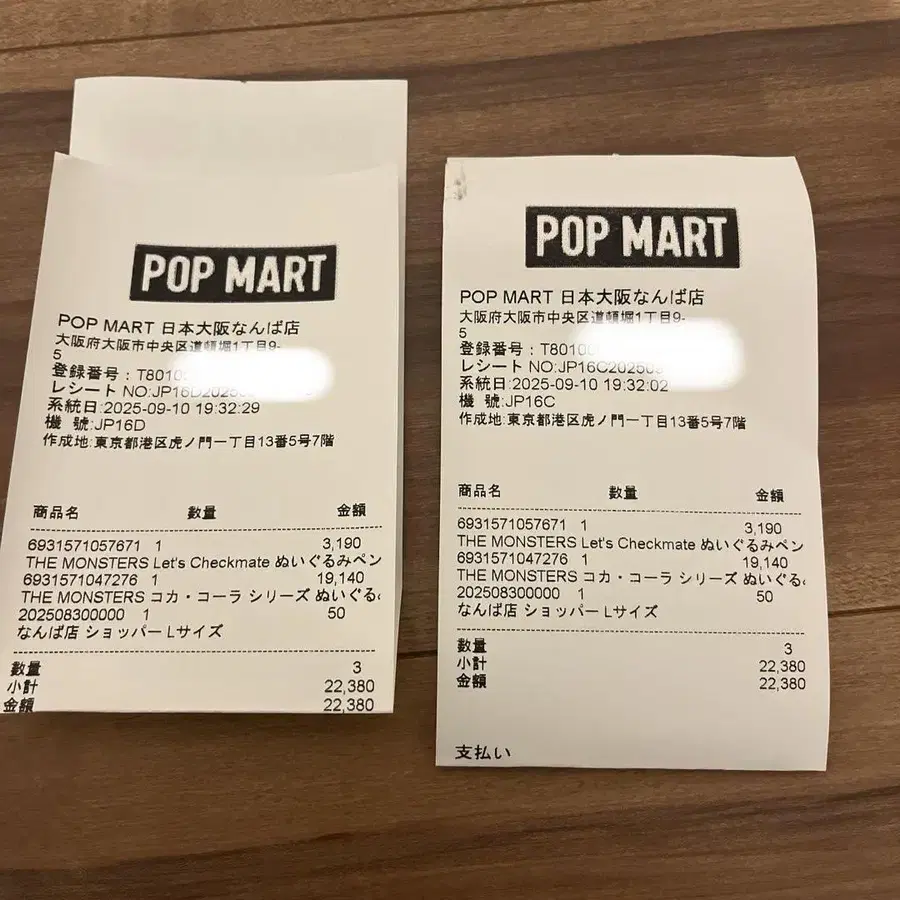 POP MART
POP MART 日本大阪なんば店
大阪府大阪市中央区道頓堀1丁目9-
5
登録番号：T8010
レシート NO:JP16D2025
系統日:2025-09-10 19:32:29
機 號:JP16D
作成地:東京都港区虎ノ門一丁目13番5号7階
商品名 数量 金額
6931571057671 1 3,190
THE MONSTERS Let's Checkmate ぬいぐるみペン
6931571047276 1 19,140
THE MONSTERS コカ・コーラ シリーズ ぬいぐる
202508300000 1 50
なんば店 ショッパー Lサイズ
数量 3
小計 22,380
金額 22,380
POP MART
POP MART 日本大阪なんば店
大阪府大阪市中央区道頓堀1丁目9-
5
登録番号：T80100
レシート NO:JP16C202509
系統日:2025-09-10 19:32:02
機 號:JP16C
作成地:東京都港区虎ノ門一丁目13番5号7階
商品名 数量 金額
6931571057671 1 3,190
THE MONSTERS Let's Checkmate ぬいぐるみペン
6931571047276 1 19,140
THE MONSTERS コカ・コーラ シリーズ ぬいぐる
202508300000 1 50
なんば店 ショッパー Lサイズ
数量 3
小計 22,380
金額 22,380
支払い